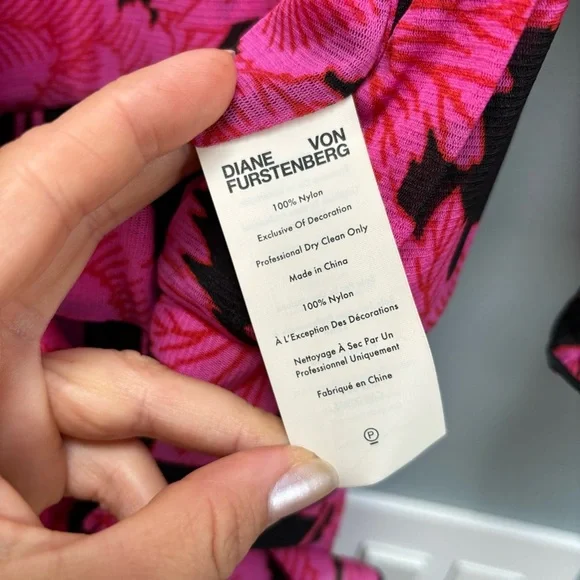 DIANE VON
FURSTENBERG
100% Nylon
Exclusive Of Decoration
Professional Dry Clean Only
Made in China
100% Nylon
À L'Exception Des Décorations
Nettoyage À Sec Par Un
Professionel Uniquement
Fabriqué en Chine
P